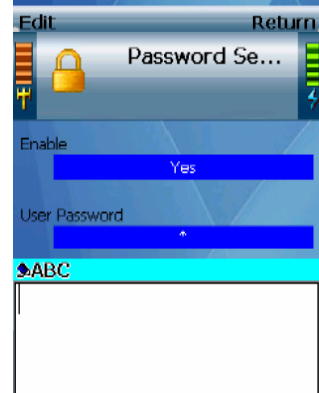 Edit Return
Password Se...
Enable
Yes
User Password
*
ABC